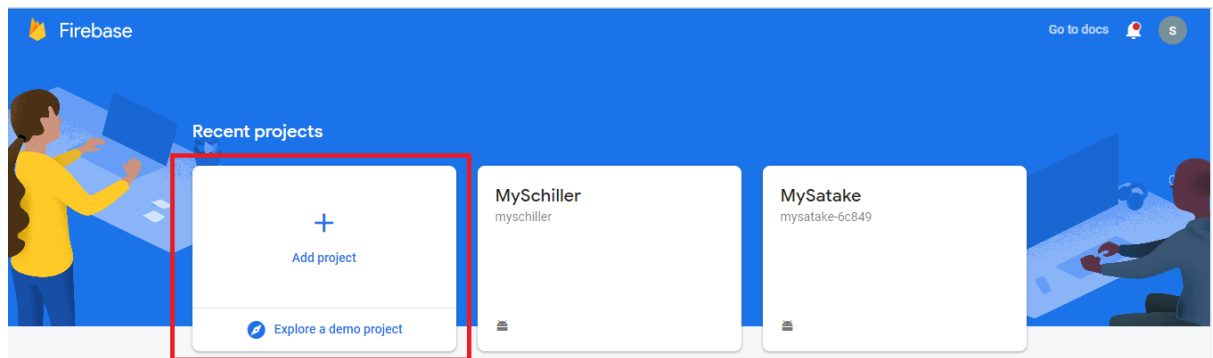 Firebase
Go to docs
S
Recent projects
Add project
Explore a demo project
MySchiller
myschiller
MySatake
mysatake-6c849